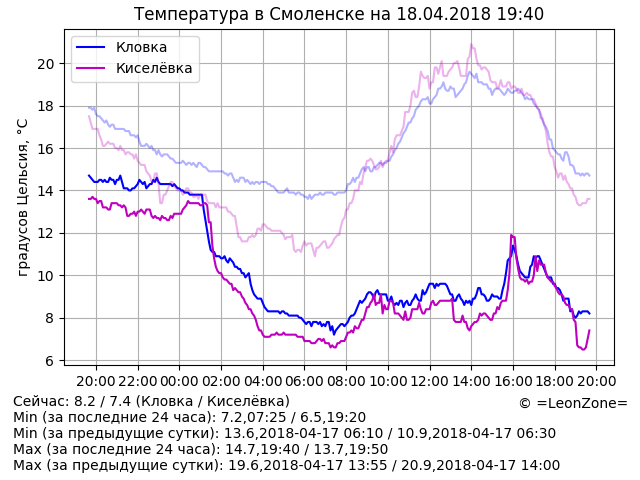 Температура в Смоленске на 18.04.2018 19:40
Кловка
Киселёвка
градусов Цельсия, °C
20
18
16
14
12
10
8
6
20:00 22:00 00:00 02:00 04:00 06:00 08:00 10:00 12:00 14:00 16:00 18:00 20:00
Сейчас: 8.2 / 7.4 (Кловка / Киселёвка)
© =LeonZone=
Min (за последние 24 часа): 7.2,07:25 / 6.5,19:20
Min (за предыдущие сутки): 13.6,2018-04-17 06:10 / 10.9,2018-04-17 06:30
Max (за последние 24 часа): 14.7,19:40 / 13.7,19:50
Max (за предыдущие сутки): 19.6,2018-04-17 13:55 / 20.9,2018-04-17 14:00